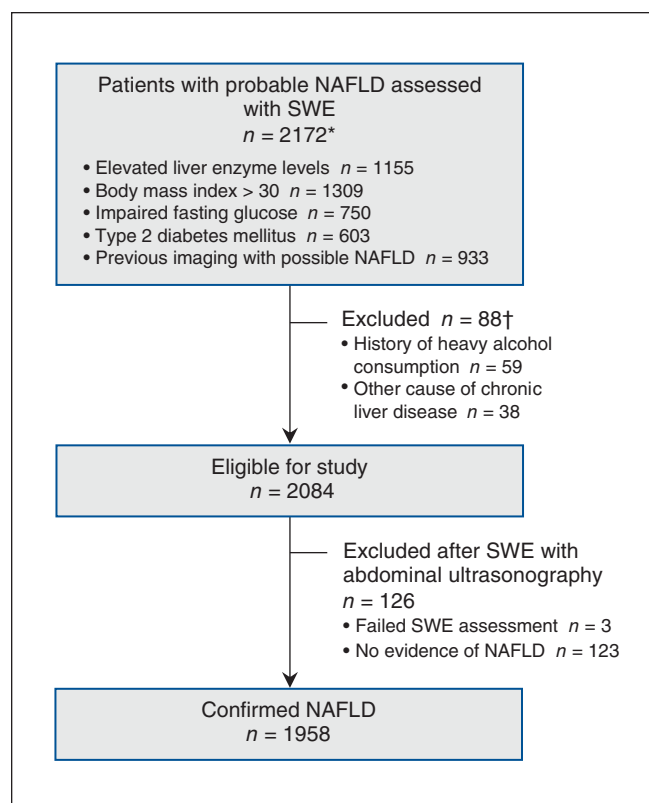 Patients with probable NAFLD assessed
with SWE
n = 2172*
• Elevated liver enzyme levels n = 1155
• Body mass index > 30 n = 1309
• Impaired fasting glucose n = 750
• Type 2 diabetes mellitus n = 603
• Previous imaging with possible NAFLD n = 933
Excluded n = 88†
• History of heavy alcohol
consumption n = 59
• Other cause of chronic
liver disease n = 38
Eligible for study
n = 2084
Excluded after SWE with
abdominal ultrasonography
n = 126
• Failed SWE assessment n = 3
• No evidence of NAFLD n = 123
Confirmed NAFLD
n = 1958